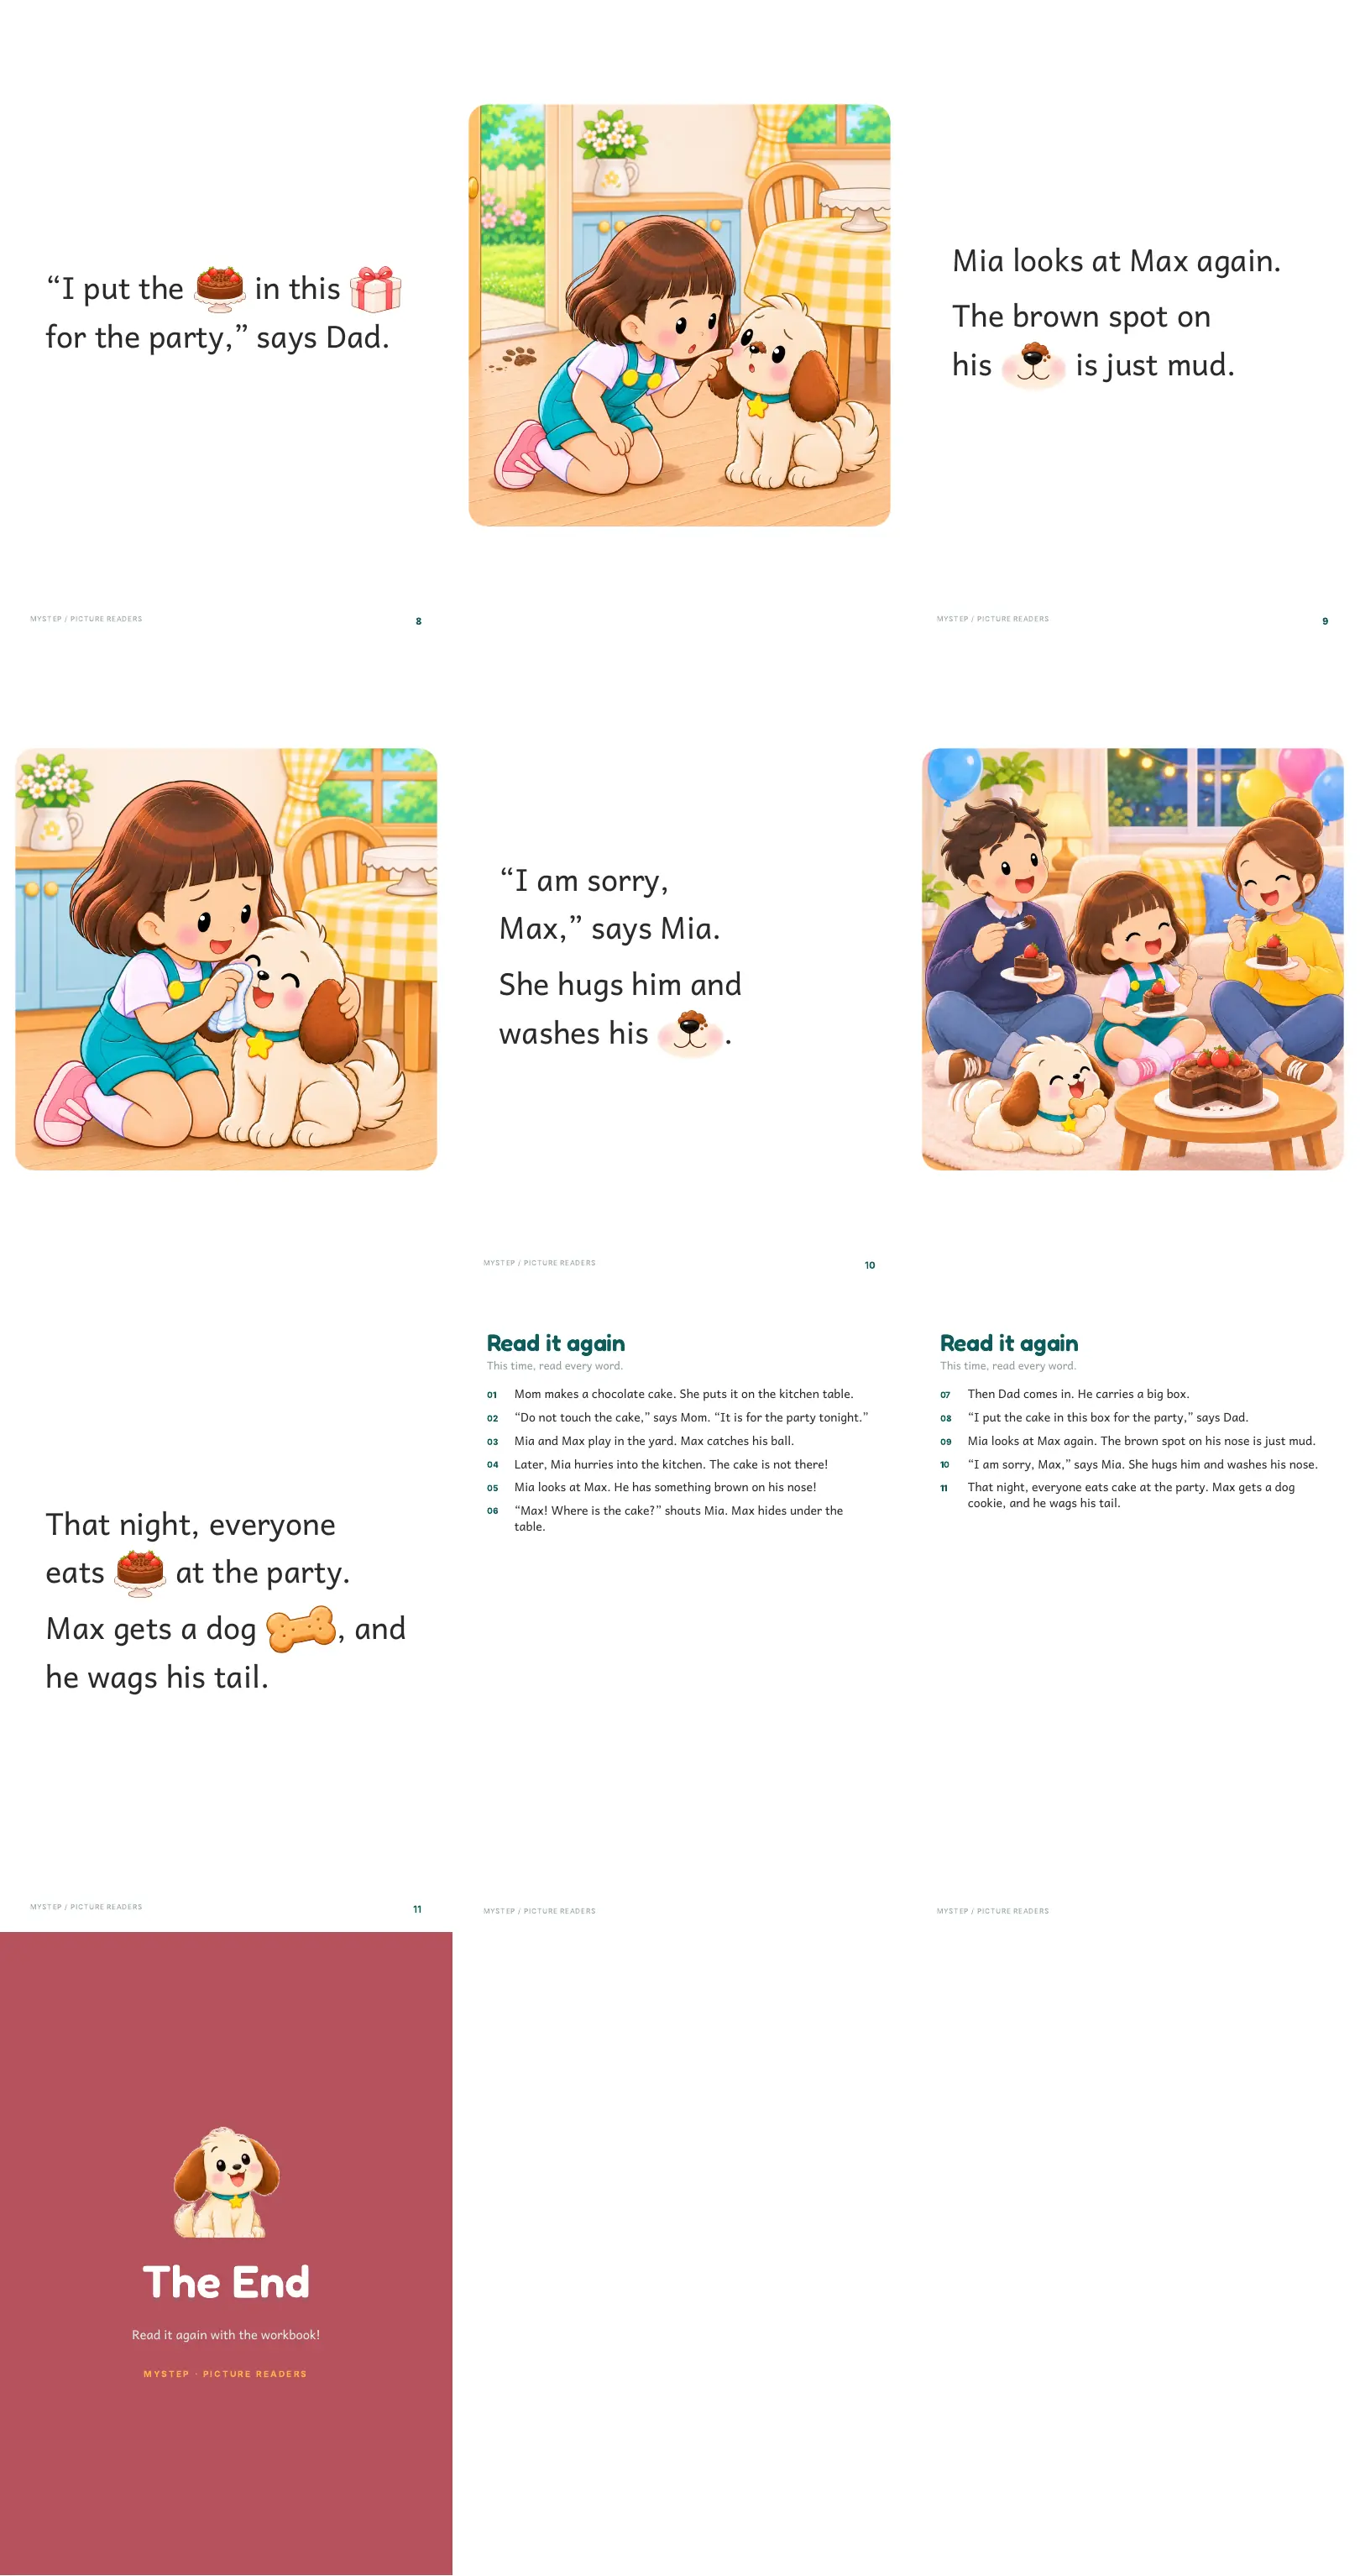 “I put the in this
for the party,” says Dad.
MYSTEP / PICTURE READERS
8
Mia looks at Max again.
The brown spot on
his is just mud.
MYSTEP / PICTURE READERS
9
“I am sorry,
Max,” says Mia.
She hugs him and
washes his .
MYSTEP / PICTURE READERS
10
That night, everyone
eats at the party.
Max gets a dog , and
he wags his tail.
MYSTEP / PICTURE READERS
11
Read it again
This time, read every word.
01 Mom makes a chocolate cake. She puts it on the kitchen table.
02 “Do not touch the cake,” says Mom. “It is for the party tonight.”
03 Mia and Max play in the yard. Max catches his ball.
04 Later, Mia hurries into the kitchen. The cake is not there!
05 Mia looks at Max. He has something brown on his nose!
06 “Max! Where is the cake?” shouts Mia. Max hides under the
table.
MYSTEP / PICTURE READERS
Read it again
This time, read every word.
07 Then Dad comes in. He carries a big box.
08 “I put the cake in this box for the party,” says Dad.
09 Mia looks at Max again. The brown spot on his nose is just mud.
10 “I am sorry, Max,” says Mia. She hugs him and washes his nose.
11 That night, everyone eats cake at the party. Max gets a dog
cookie, and he wags his tail.
MYSTEP / PICTURE READERS
The End
Read it again with the workbook!
MYSTEP · PICTURE READERS